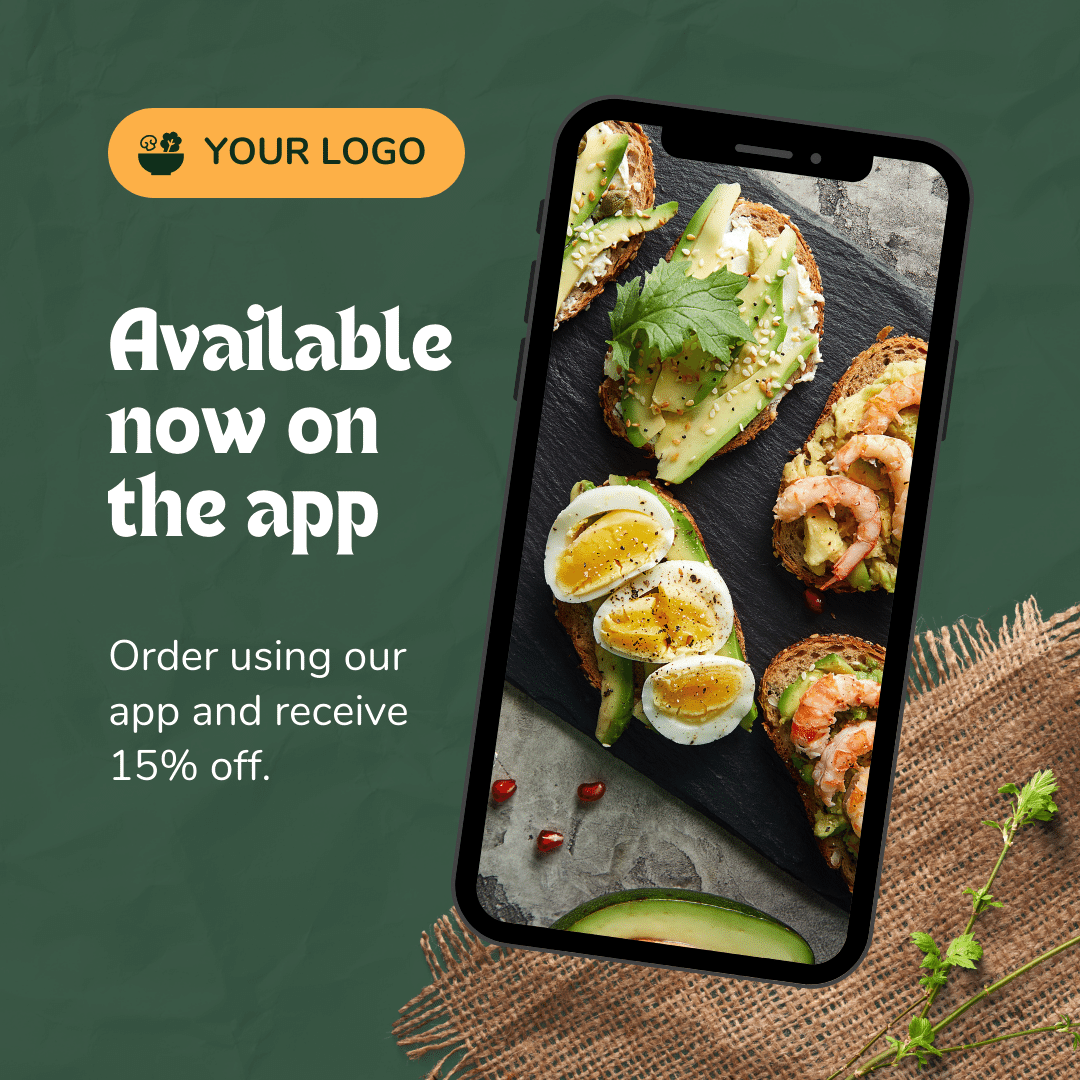 YOUR LOGO
Available
now on
the app
Order using our
app and receive
15% off.